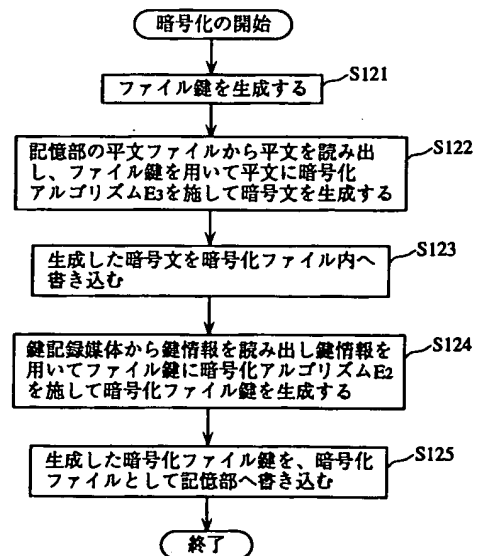 暗号化の開始
S121
ファイル鍵を生成する
S122
記憶部の平文ファイルから平文を読み出
し、ファイル鍵を用いて平文に暗号化
アルゴリズムE3を施して暗号文を生成する
S123
生成した暗号文を暗号化ファイル内へ
書き込む
S124
鍵記録媒体から鍵情報を読み出し鍵情報を
用いてファイル鍵に暗号化アルゴリズムE2
を施して暗号化ファイル鍵を生成する
S125
生成した暗号化ファイル鍵を、暗号化
ファイルとして記憶部へ書き込む
終了